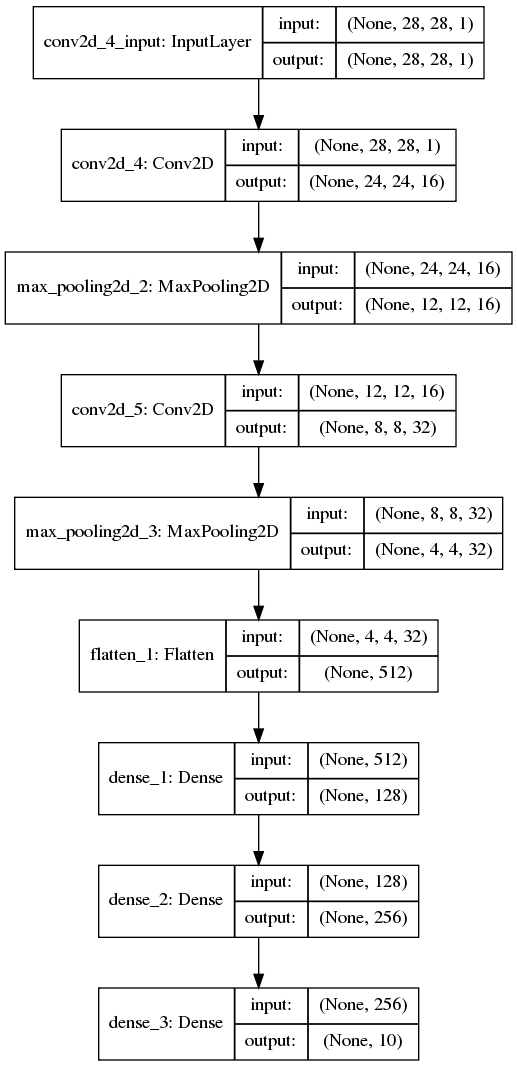 conv2d_4_input: InputLayer
input: (None, 28, 28, 1)
output: (None, 28, 28, 1)
conv2d_4: Conv2D
input: (None, 28, 28, 1)
output: (None, 24, 24, 16)
max_pooling2d_2: MaxPooling2D
input: (None, 24, 24, 16)
output: (None, 12, 12, 16)
conv2d_5: Conv2D
input: (None, 12, 12, 16)
output: (None, 8, 8, 32)
max_pooling2d_3: MaxPooling2D
input: (None, 8, 8, 32)
output: (None, 4, 4, 32)
flatten_1: Flatten
input: (None, 4, 4, 32)
output: (None, 512)
dense_1: Dense
input: (None, 512)
output: (None, 128)
dense_2: Dense
input: (None, 128)
output: (None, 256)
dense_3: Dense
input: (None, 256)
output: (None, 10)